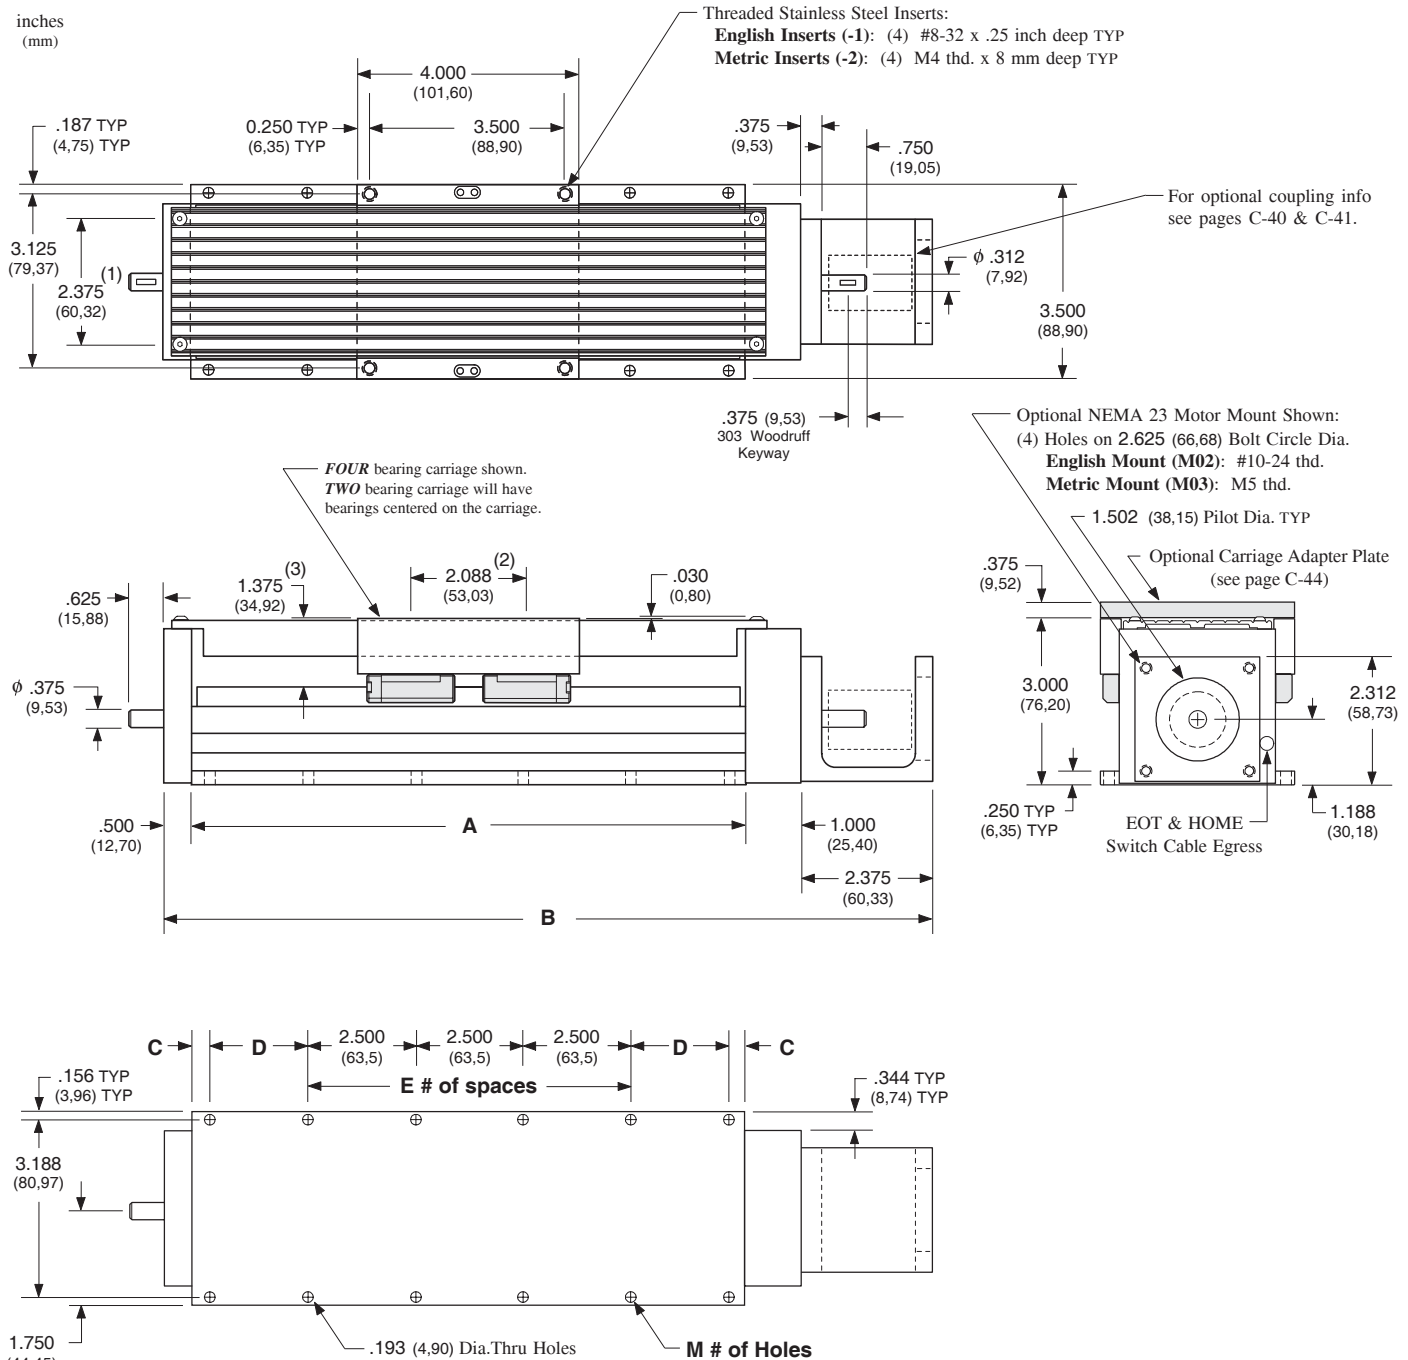 inches
(mm)
Threaded Stainless Steel Inserts:
English Inserts (-1): (4) #8-32 x .25 inch deep TYP
Metric Inserts (-2): (4) M4 thd. x 8 mm deep TYP
4.000
(101,60)
.187 TYP
(4,75) TYP
0.250 TYP
(6,35) TYP
3.500
(88,90)
.375
(9,53)
.750
(19,05)
For optional coupling info
see pages C-40 & C-41.
3.125
(79,37)
(1)
2.375
(60,32)
ϕ .312
(7,92)
3.500
(88,90)
.375 (9,53)
303 Woodruff
Keyway
Optional NEMA 23 Motor Mount Shown:
(4) Holes on 2.625 (66,68) Bolt Circle Dia.
English Mount (M02): #10-24 thd.
Metric Mount (M03): M5 thd.
FOUR bearing carriage shown.
TWO bearing carriage will have
bearings centered on the carriage.
1.502 (38,15) Pilot Dia. TYP
Optional Carriage Adapter Plate
(see page C-44)
(3)
1.375
(34,92)
(2)
2.088
(53,03)
.030
(0,80)
.375
(9,52)
.625
(15,88)
ϕ .375
(9,53)
3.000
(76,20)
2.312
(58,73)
.250 TYP
(6,35) TYP
1.188
(30,18)
EOT & HOME
Switch Cable Egress
.500
(12,70)
A
1.000
(25,40)
2.375
(60,33)
B
C
D
2.500
(63,5)
2.500
(63,5)
2.500
(63,5)
D
C
E # of spaces
.156 TYP
(3,96) TYP
.344 TYP
(8,74) TYP
3.188
(80,97)
1.750
.193 (4,90) Dia.Thru Holes
M # of Holes